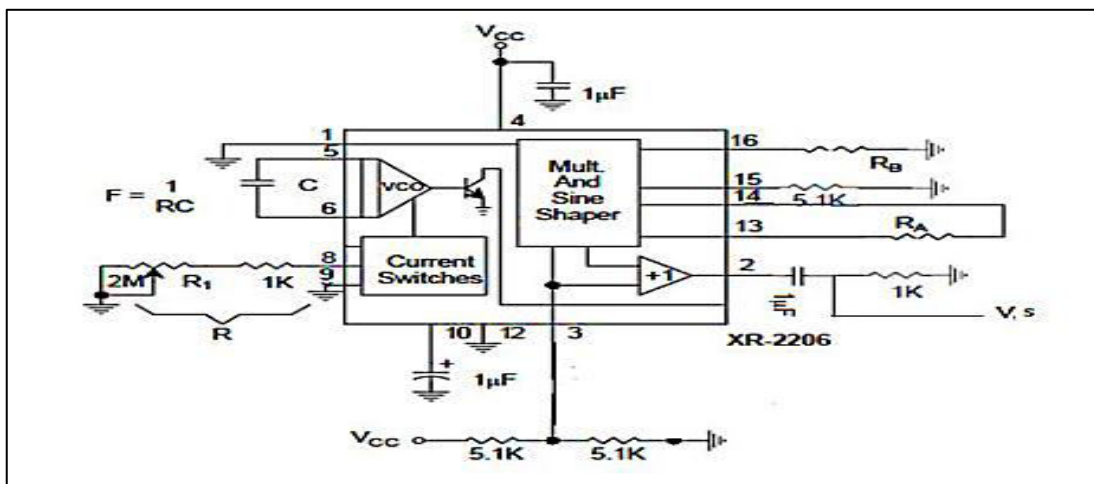 VCC
1µF
1
4
5
16
RB
Mult.
And
Sine
Shaper
15
5.1K
14
C
VCO
F = 1
RC
6
13
RA
8
9
2M
R1
1K
Current
Switches
+1
2
1µF
1K
V, s
R
10
12
3
XR-2206
+
1µF
VCC
5.1K
5.1K